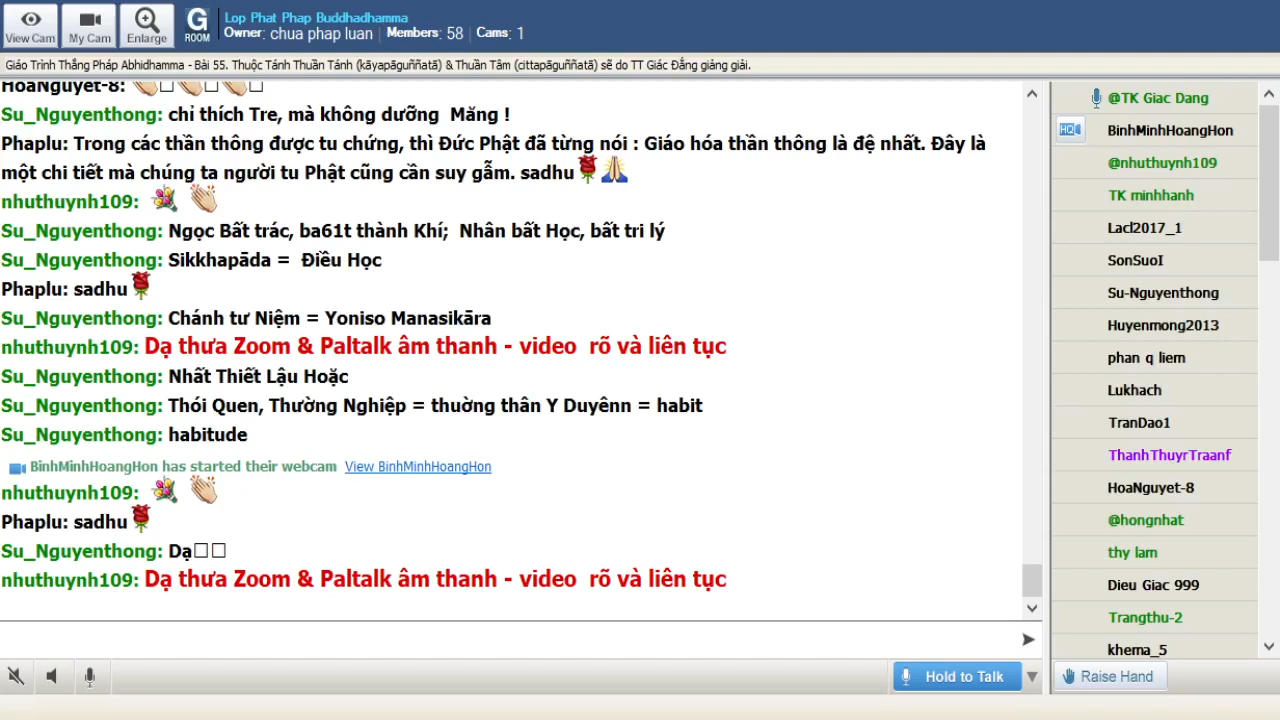 View Cam
My Cam
Enlarge
G ROOM
Lop Phat Phap Buddhadhamma
Owner: chua phap luan | Members: 58 | Cams: 1
Giáo Trình Thắng Pháp Abhidhamma - Bài 55. Thuộc Tánh Thuần Tánh (kāyapāguññatā) & Thuần Tâm (cittapāguññatā) sẽ do TT Giác Đẳng giảng giải.
HoaNguyet-8:
Su_Nguyenthong: chỉ thích Tre, mà không dưỡng Măng !
Phaplu: Trong các thần thông được tu chứng, thì Đức Phật đã từng nói : Giáo hóa thần thông là đệ nhất. Đây là
một chi tiết mà chúng ta người tu Phật cũng cần suy gẫm. sadhu
nhuthuynh109:
Su_Nguyenthong: Ngọc Bất trác, ba61t thành Khí; Nhân bất Học, bất tri lý
Su_Nguyenthong: Sikkhapāda = Điều Học
Phaplu: sadhu
Su_Nguyenthong: Chánh tư Niệm = Yoniso Manasikāra
nhuthuynh109: Dạ thưa Zoom & Paltalk âm thanh - video rõ và liên tục
Su_Nguyenthong: Nhất Thiết Lậu Hoặc
Su_Nguyenthong: Thói Quen, Thường Nghiệp = thuờng thân Y Duyênn = habit
Su_Nguyenthong: habitude
BinhMinhHoangHon has started their webcam View BinhMinhHoangHon
nhuthuynh109:
Phaplu: sadhu
Su_Nguyenthong: Dạ
nhuthuynh109: Dạ thưa Zoom & Paltalk âm thanh - video rõ và liên tục
Hold to Talk
@TK Giac Dang
HQ BinhMinhHoangHon
@nhuthuynh109
TK minhhanh
Lacl2017_1
SonSuoI
Su-Nguyenthong
Huyenmong2013
phan q liem
Lukhach
TranDao1
ThanhThuyrTraanf
HoaNguyet-8
@hongnhat
thy lam
Dieu Giac 999
Trangthu-2
khema_5
Raise Hand